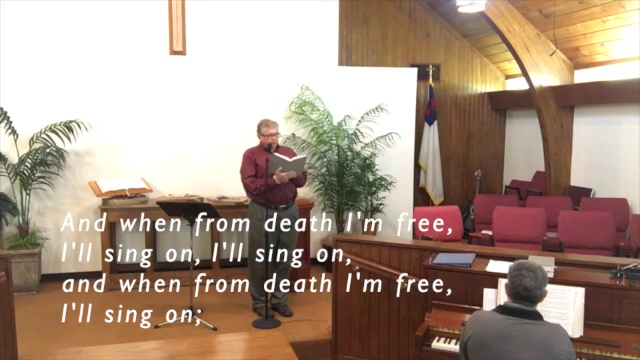 And when from death I'm free,
I'll sing on, I'll sing on,
and when from death I'm free,
I'll sing on;